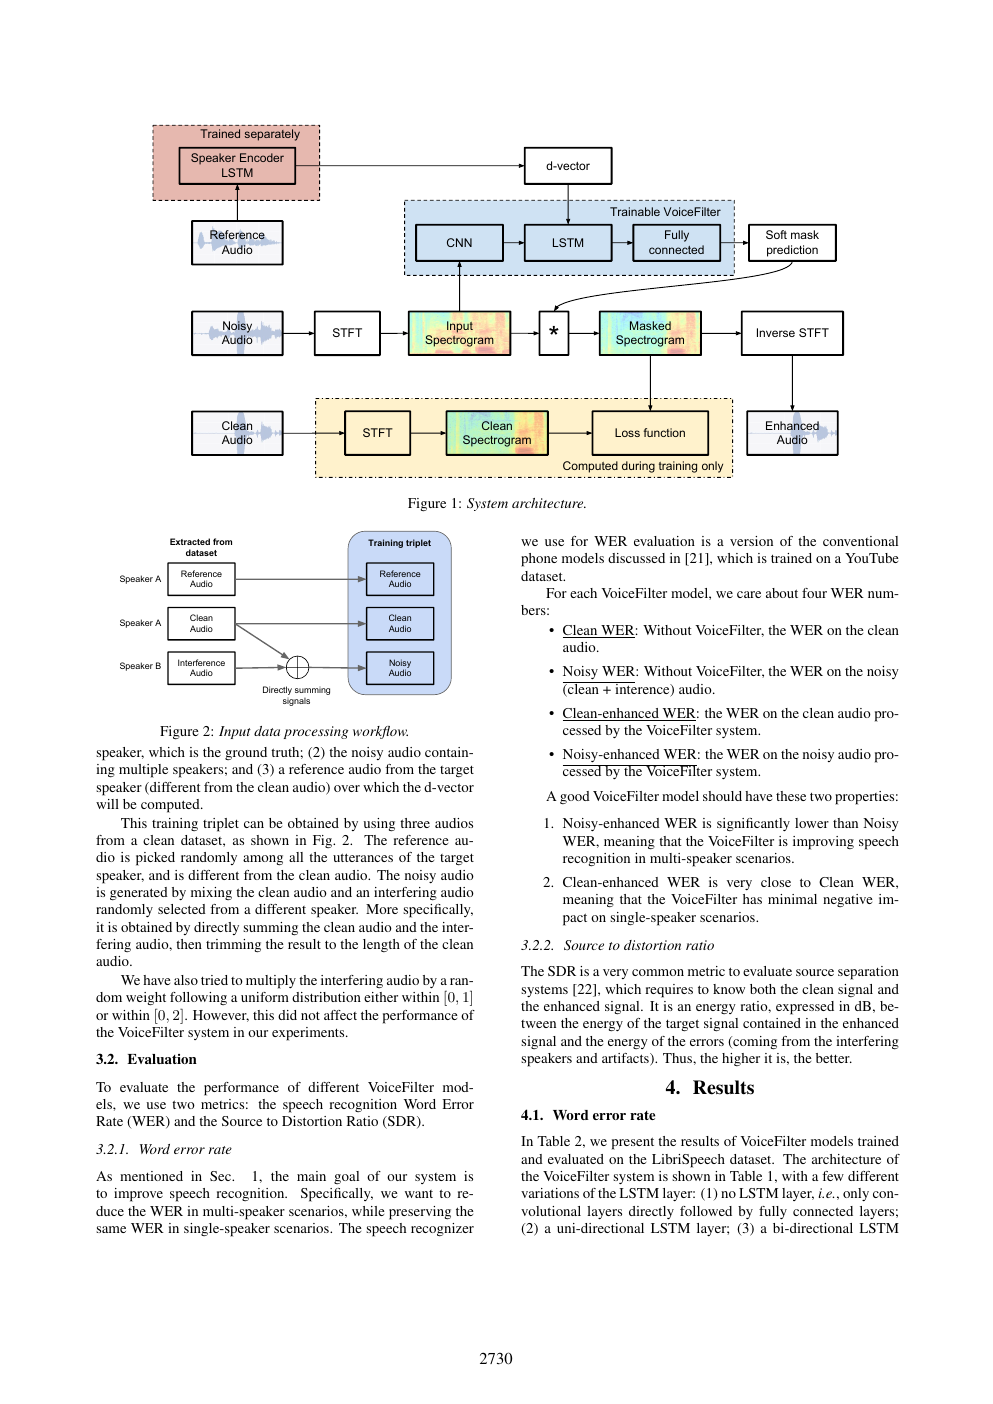 Trained separately
Speaker Encoder
LSTM
d-vector
Reference
Audio
Trainable VoiceFilter
CNN
LSTM
Fully
connected
Soft mask
prediction
Noisy
Audio
STFT
Input
Spectrogram
*
Masked
Spectrogram
Inverse STFT
Clean
Audio
STFT
Clean
Spectrogram
Loss function
Enhanced
Audio
Computed during training only
Figure 1: System architecture.
Extracted from
dataset
Training triplet
Speaker A
Reference
Audio
Reference
Audio
Speaker A
Clean
Audio
Clean
Audio
Speaker B
Interference
Audio
Noisy
Audio
Directly summing
signals
Figure 2: Input data processing workflow.
speaker, which is the ground truth; (2) the noisy audio contain-
ing multiple speakers; and (3) a reference audio from the target
speaker (different from the clean audio) over which the d-vector
will be computed.
This training triplet can be obtained by using three audios
from a clean dataset, as shown in Fig. 2. The reference au-
dio is picked randomly among all the utterances of the target
speaker, and is different from the clean audio. The noisy audio
is generated by mixing the clean audio and an interfering audio
randomly selected from a different speaker. More specifically,
it is obtained by directly summing the clean audio and the inter-
fering audio, then trimming the result to the length of the clean
audio.
We have also tried to multiply the interfering audio by a ran-
dom weight following a uniform distribution either within [0, 1]
or within [0, 2]. However, this did not affect the performance of
the VoiceFilter system in our experiments.
3.2. Evaluation
To evaluate the performance of different VoiceFilter mod-
els, we use two metrics: the speech recognition Word Error
Rate (WER) and the Source to Distortion Ratio (SDR).
3.2.1. Word error rate
As mentioned in Sec. 1, the main goal of our system is
to improve speech recognition. Specifically, we want to re-
duce the WER in multi-speaker scenarios, while preserving the
same WER in single-speaker scenarios. The speech recognizer
we use for WER evaluation is a version of the conventional
phone models discussed in [21], which is trained on a YouTube
dataset.
For each VoiceFilter model, we care about four WER num-
bers:
• Clean WER: Without VoiceFilter, the WER on the clean
audio.
• Noisy WER: Without VoiceFilter, the WER on the noisy
(clean + interence) audio.
• Clean-enhanced WER: the WER on the clean audio pro-
cessed by the VoiceFilter system.
• Noisy-enhanced WER: the WER on the noisy audio pro-
cessed by the VoiceFilter system.
A good VoiceFilter model should have these two properties:
1. Noisy-enhanced WER is significantly lower than Noisy
WER, meaning that the VoiceFilter is improving speech
recognition in multi-speaker scenarios.
2. Clean-enhanced WER is very close to Clean WER,
meaning that the VoiceFilter has minimal negative im-
pact on single-speaker scenarios.
3.2.2. Source to distortion ratio
The SDR is a very common metric to evaluate source separation
systems [22], which requires to know both the clean signal and
the enhanced signal. It is an energy ratio, expressed in dB, be-
tween the energy of the target signal contained in the enhanced
signal and the energy of the errors (coming from the interfering
speakers and artifacts). Thus, the higher it is, the better.
4. Results
4.1. Word error rate
In Table 2, we present the results of VoiceFilter models trained
and evaluated on the LibriSpeech dataset. The architecture of
the VoiceFilter system is shown in Table 1, with a few different
variations of the LSTM layer: (1) no LSTM layer, i.e., only con-
volutional layers directly followed by fully connected layers;
(2) a uni-directional LSTM layer; (3) a bi-directional LSTM
2730